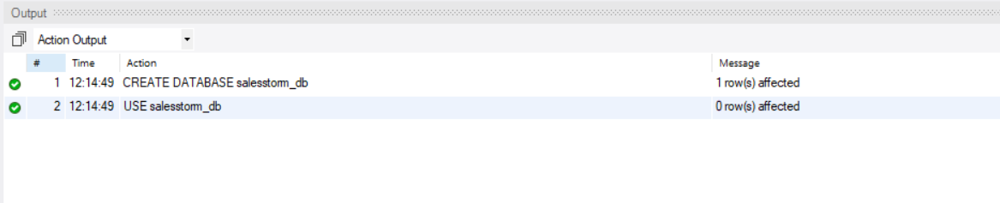 Output
Action Output
# Time Action Message
1 12:14:49 CREATE DATABASE salesstorm_db 1 row(s) affected
2 12:14:49 USE salesstorm_db 0 row(s) affected